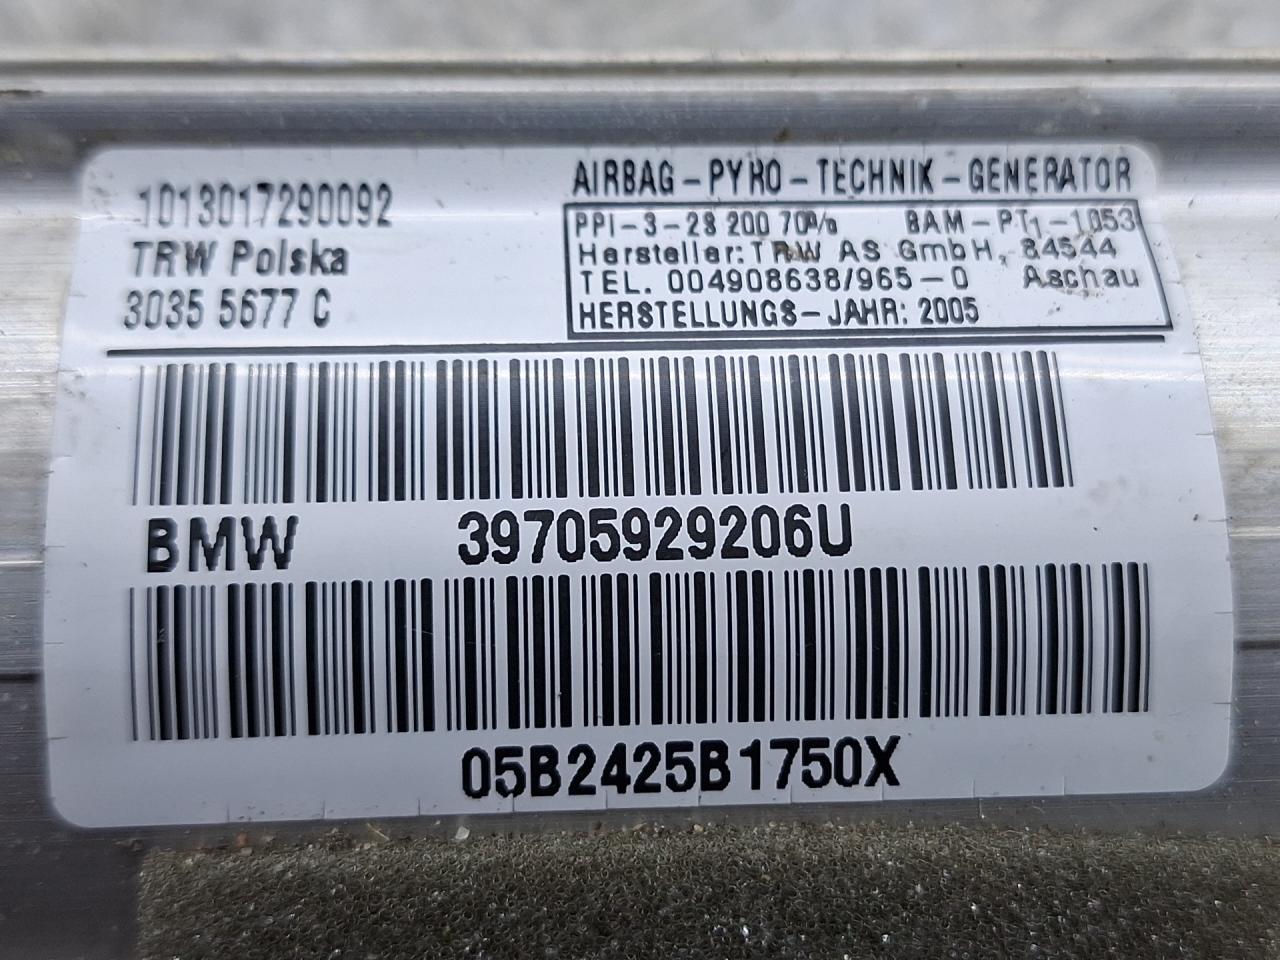 1013017290092
TRW Polska
3035 5677 C
AIRBAG-PYRO-TECHNIK-GENERATOR
PPI-3-28 200 70A/o BAM-PT1-1053
Hersteller: TRW AS GmbH, 84544
TEL. 004908638/965-0 Aschau
HERSTELLUNGS-JAHR: 2005
BMW 39705929206U
05B2425B1750X